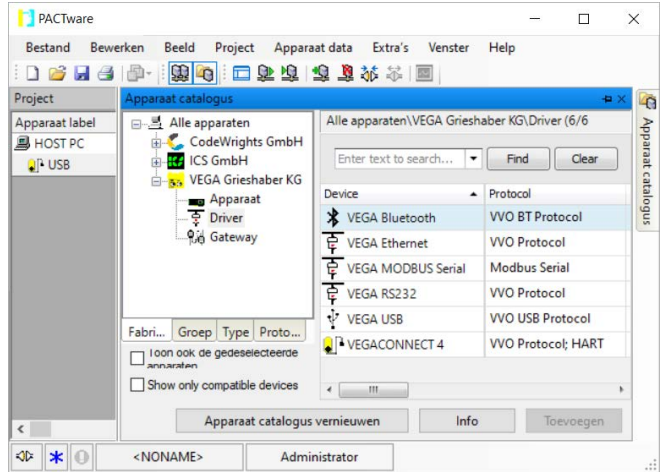 PACTware
Bestand Bewerken Beeld Project Apparaat data Extra's Venster Help
Project
Apparaat label
HOST PC
USB
Apparaat catalogus
Alle apparaten
CodeWrights GmbH
ICS GmbH
VEGA Grieshaber KG
Apparaat
Driver
Gateway
Fabri... Groep Type Proto...
Toon ook de gedeselecteerde
apparaten
Show only compatible devices
Alle apparaten\VEGA Grieshaber KG\Driver (6/6
Enter text to search... Find Clear
Device Protocol
VEGA Bluetooth VVO BT Protocol
VEGA Ethernet VVO Protocol
VEGA MODBUS Serial Modbus Serial
VEGA RS232 VVO Protocol
VEGA USB VVO USB Protocol
VEGACONNECT 4 VVO Protocol; HART
Apparaat catalogus vernieuwen Info Toevoegen
Apparaat catalogus
<NONAME> Administrator